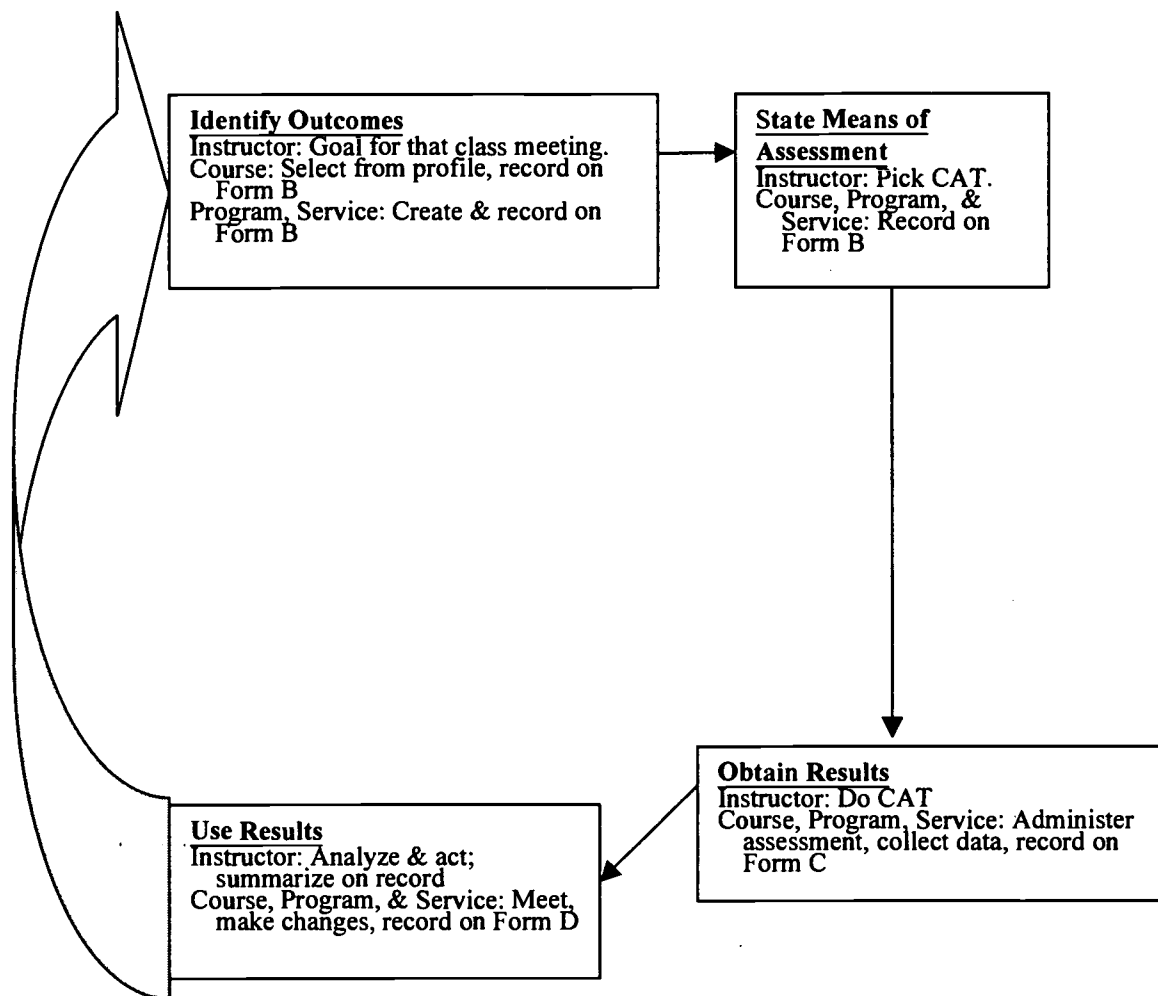 Identify Outcomes
Instructor: Goal for that class meeting.
Course: Select from profile, record on
Form B
Program, Service: Create & record on
Form B
State Means of
Assessment
Instructor: Pick CAT.
Course, Program, &
Service: Record on
Form B
Obtain Results
Instructor: Do CAT
Course, Program, Service: Administer
assessment, collect data, record on
Form C
Use Results
Instructor: Analyze & act;
summarize on record
Course, Program, & Service: Meet,
make changes, record on Form D